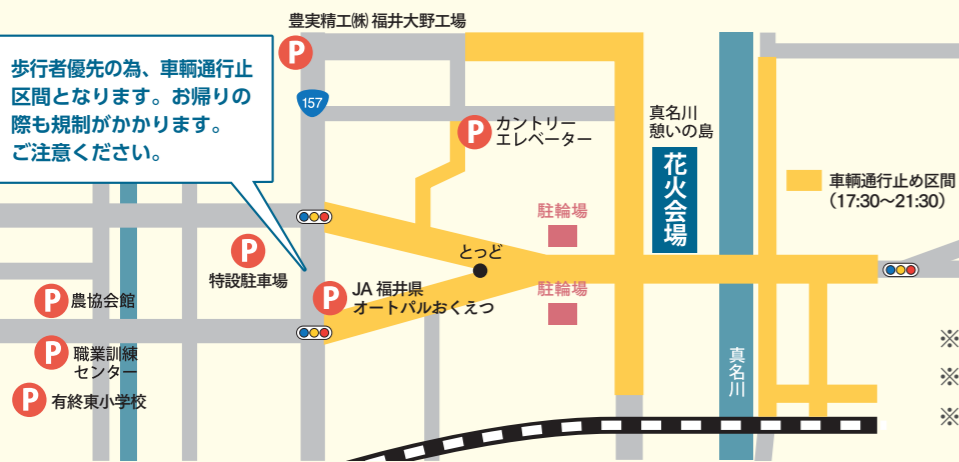 豊実精工㈱ 福井大野工場
P
歩行者優先の為、車輌通行止
区間となります。お帰りの
際も規制がかかります。
ご注意ください。
157
P
カントリー
エレベーター
真名川
憩いの島
花火会場
車輌通行止め区間
（17:30〜21:30）
駐輪場
P
特設駐車場
とっど
P
JA 福井県
オートパルおくえつ
駐輪場
P
農協会館
P
職業訓練
センター
P
有終東小学校
真名川
※
※
※